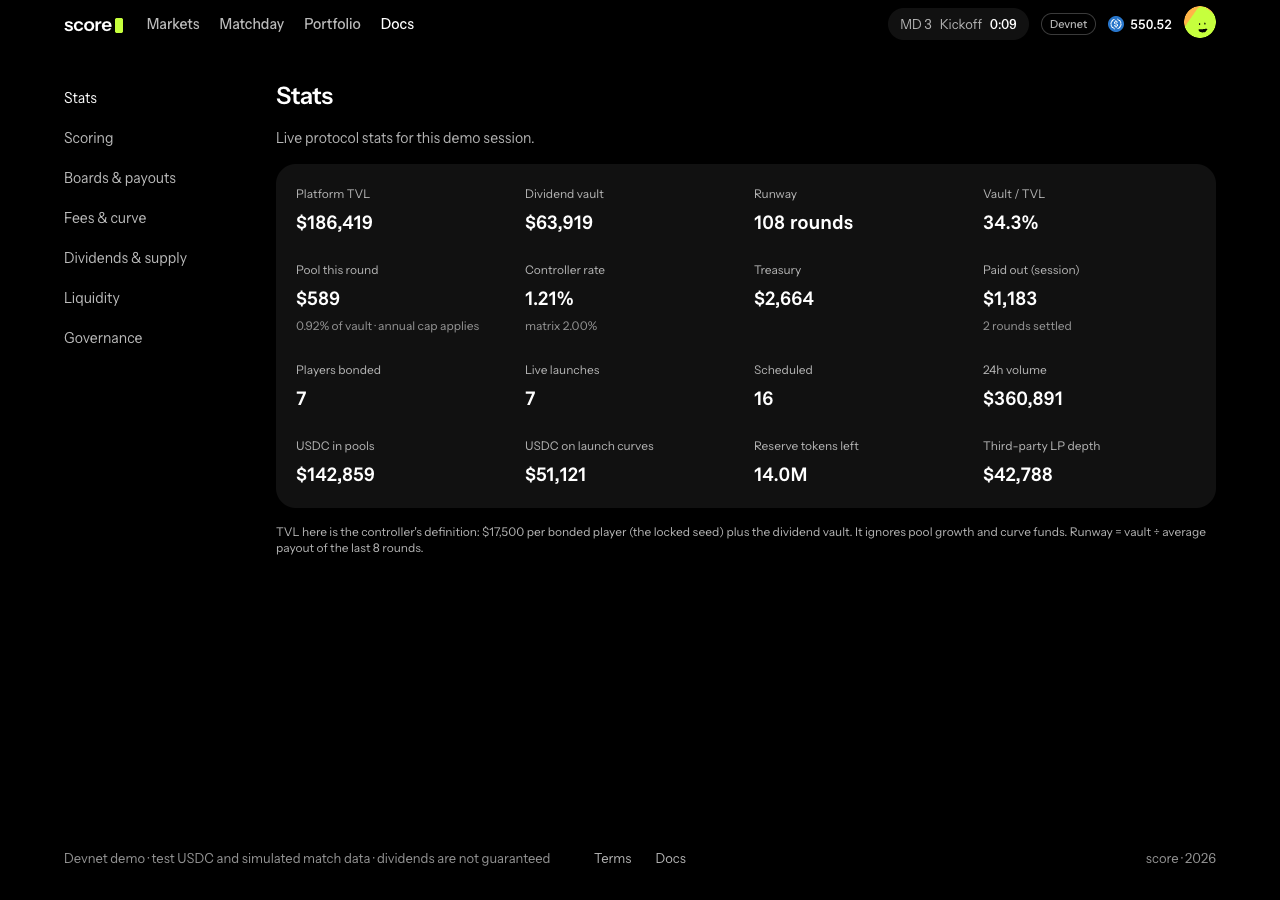 score
Markets Matchday Portfolio Docs
MD 3 Kickoff 0:09
Devnet
550.52
Stats
Scoring
Boards & payouts
Fees & curve
Dividends & supply
Liquidity
Governance
Stats
Live protocol stats for this demo session.
Platform TVL Dividend vault Runway Vault / TVL
$186,419 $63,919 108 rounds 34.3%
Pool this round Controller rate Treasury Paid out (session)
$589 1.21% $2,664 $1,183
0.92% of vault · annual cap applies matrix 2.00% 2 rounds settled
Players bonded Live launches Scheduled 24h volume
7 7 16 $360,891
USDC in pools USDC on launch curves Reserve tokens left Third-party LP depth
$142,859 $51,121 14.0M $42,788
TVL here is the controller's definition: $17,500 per bonded player (the locked seed) plus the dividend vault. It ignores pool growth and curve funds. Runway = vault ÷ average
payout of the last 8 rounds.
Devnet demo · test USDC and simulated match data · dividends are not guaranteed Terms Docs score · 2026